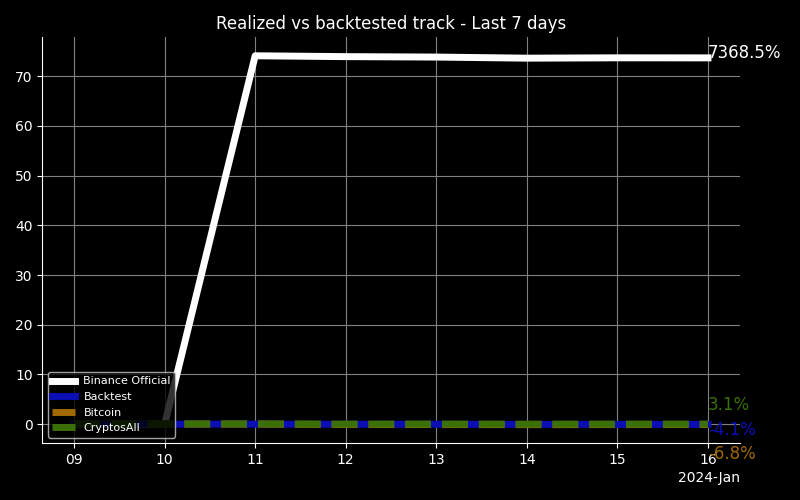 Realized vs backtested track - Last 7 days
7368.5%
70
60
50
40
30
20
10
0
Binance Official
Backtest
Bitcoin
CryptosAll
3.1%
-4.1%
-6.8%
09 10 11 12 13 14 15 16
2024-Jan